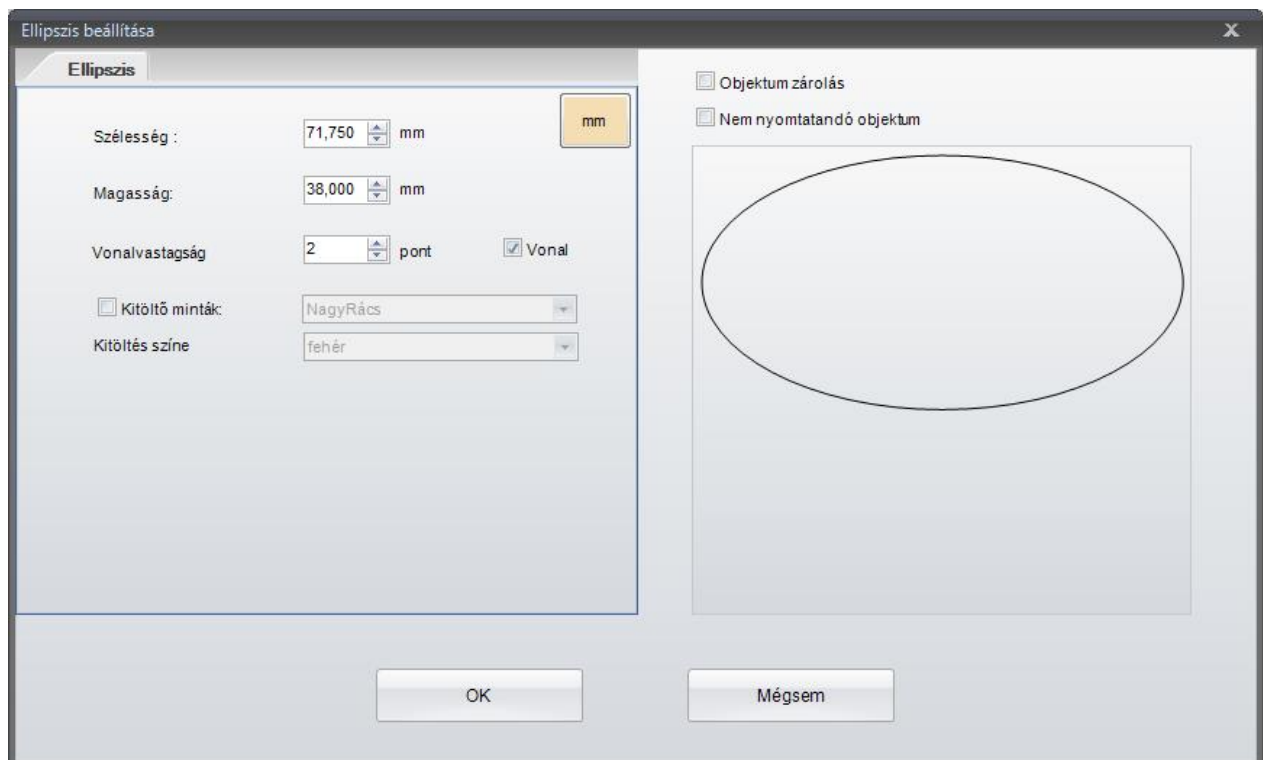 Ellipszis beállítása
X
Ellipszis
mm
Szélesség : 71,750 mm
Magasság: 38,000 mm
Vonalvastagság 2 pont Vonal
Kitöltő minták: NagyRács
Kitöltés színe fehér
Objektum zárolás
Nem nyomtatandó objektum
OK
Mégsem